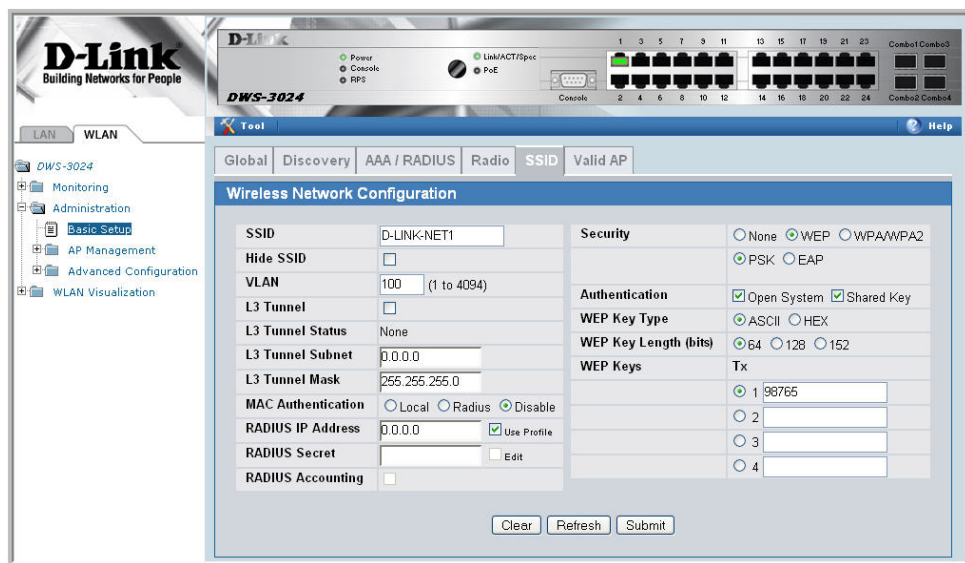 D-Link
Building Networks for People
D-Link
Power
Console
RPS
Link/ACT/Spec
PoE
1 3 5 7 9 11 13 15 17 19 21 23
Combo1 Combo3
DWS-3024
Console
2 4 6 8 10 12 14 16 18 20 22 24
Combo2 Combo4
LAN WLAN
Tool
Help
DWS-3024
Monitoring
Administration
Basic Setup
AP Management
Advanced Configuration
WLAN Visualization
Global Discovery AAA / RADIUS Radio SSID Valid AP
Wireless Network Configuration
SSID D-LINK-NET1
Hide SSID
VLAN 100 (1 to 4094)
L3 Tunnel
L3 Tunnel Status None
L3 Tunnel Subnet 0.0.0.0
L3 Tunnel Mask 255.255.255.0
MAC Authentication Local Radius Disable
RADIUS IP Address 0.0.0.0 Use Profile
RADIUS Secret Edit
RADIUS Accounting
Security None WEP WPA/WPA2
PSK EAP
Authentication Open System Shared Key
WEP Key Type ASCII HEX
WEP Key Length (bits) 64 128 152
WEP Keys Tx
1 98765
2
3
4
Clear Refresh Submit